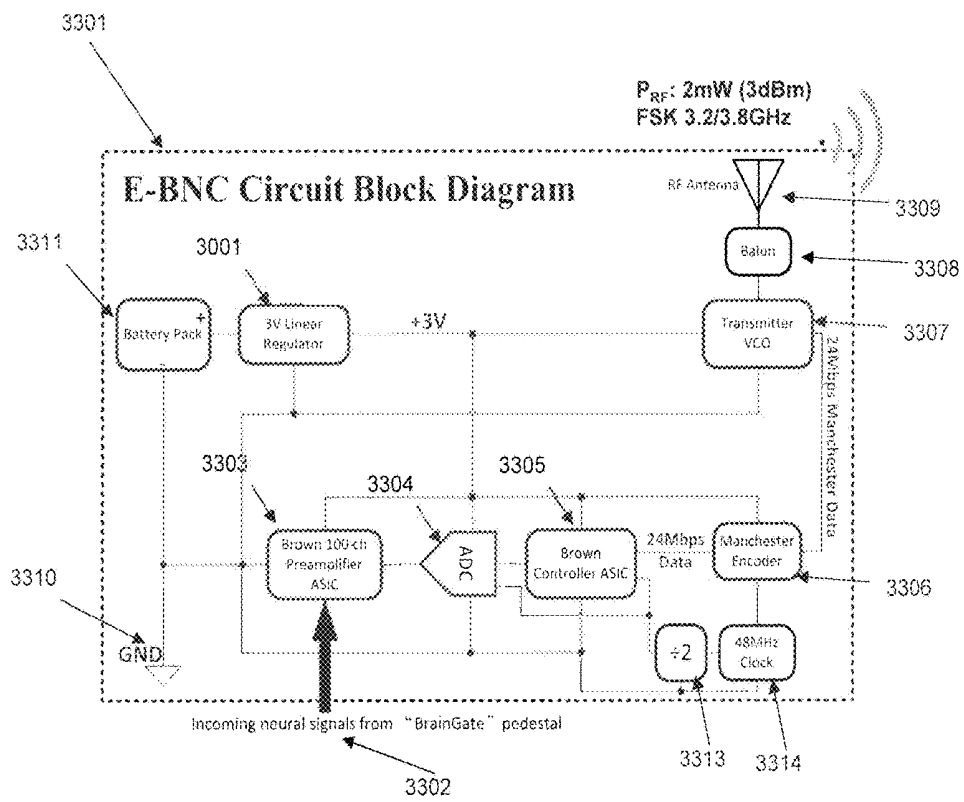 3301
P_RF: 2mW (3dBm)
FSK 3.2/3.8GHz
E-BNC Circuit Block Diagram
RF Antenna
3309
3311
3001
Balun
3308
Battery Pack
+
3V Linear
Regulator
+3V
Transmitter
VCO
3307
24Mbps Manchester Data
3303
3304
3305
Brown 100-ch
Preamplifier
ASIC
ADC
Brown
Controller ASIC
24Mbps
Data
Manchester
Encoder
3306
3310
GND
÷2
48MHz
Clock
Incoming neural signals from "BrainGate" pedestal
3302
3313
3314